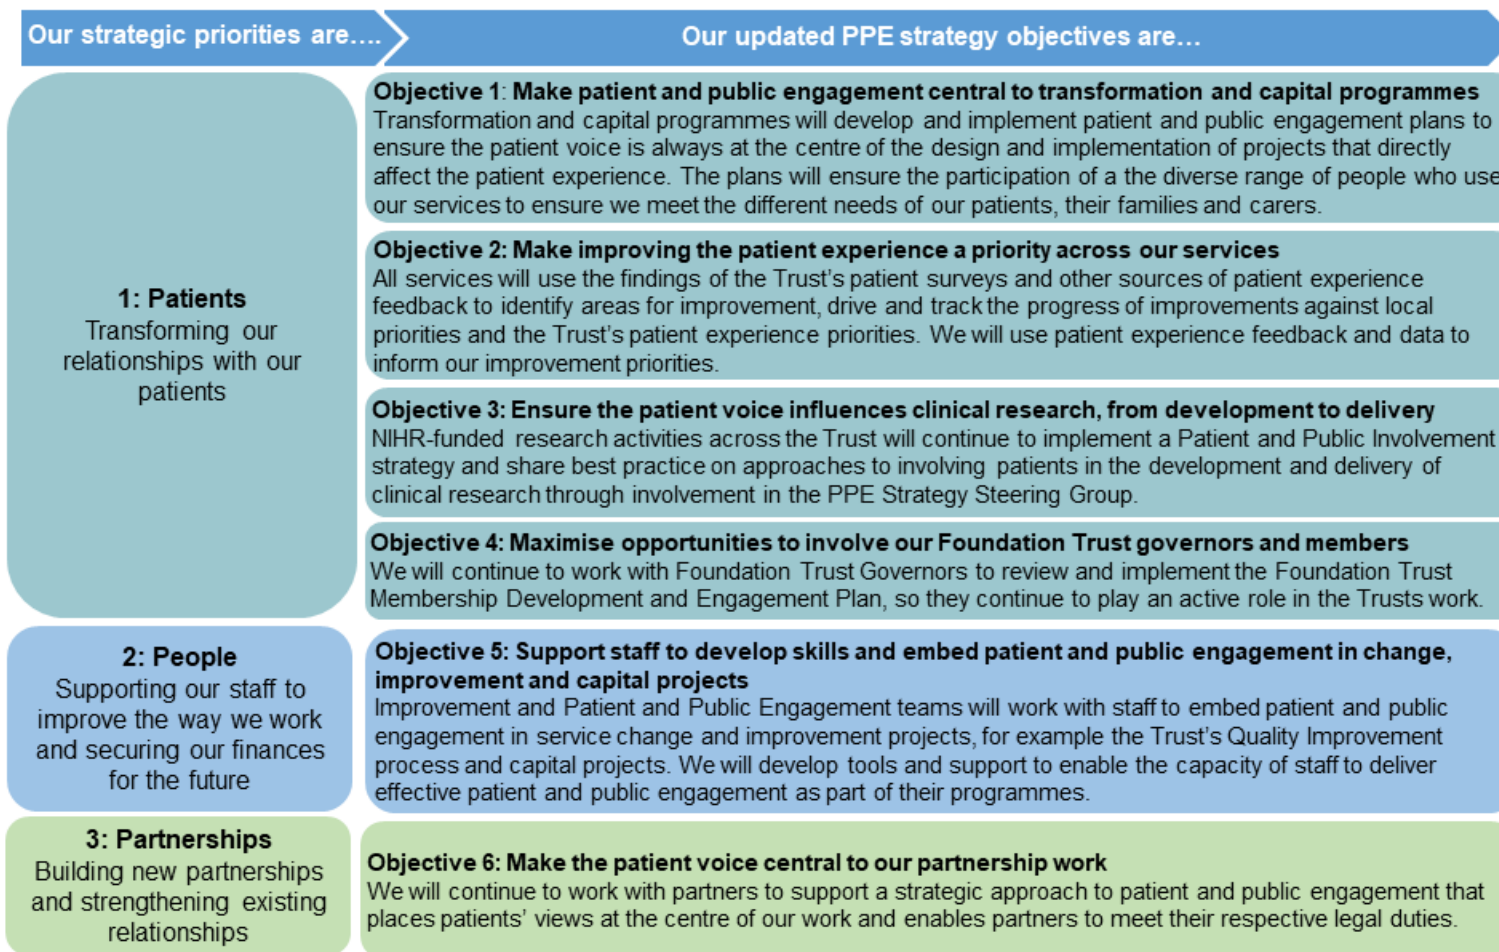 Our strategic priorities are....
Our updated PPE strategy objectives are…
1: Patients
Transforming our
relationships with our
patients
Objective 1: Make patient and public engagement central to transformation and capital programmes
Transformation and capital programmes will develop and implement patient and public engagement plans to
ensure the patient voice is always at the centre of the design and implementation of projects that directly
affect the patient experience. The plans will ensure the participation of a the diverse range of people who use
our services to ensure we meet the different needs of our patients, their families and carers.
Objective 2: Make improving the patient experience a priority across our services
All services will use the findings of the Trust's patient surveys and other sources of patient experience
feedback to identify areas for improvement, drive and track the progress of improvements against local
priorities and the Trust's patient experience priorities. We will use patient experience feedback and data to
inform our improvement priorities.
Objective 3: Ensure the patient voice influences clinical research, from development to delivery
NIHR-funded research activities across the Trust will continue to implement a Patient and Public Involvement
strategy and share best practice on approaches to involving patients in the development and delivery of
clinical research through involvement in the PPE Strategy Steering Group.
Objective 4: Maximise opportunities to involve our Foundation Trust governors and members
We will continue to work with Foundation Trust Governors to review and implement the Foundation Trust
Membership Development and Engagement Plan, so they continue to play an active role in the Trusts work.
2: People
Supporting our staff to
improve the way we work
and securing our finances
for the future
Objective 5: Support staff to develop skills and embed patient and public engagement in change,
improvement and capital projects
Improvement and Patient and Public Engagement teams will work with staff to embed patient and public
engagement in service change and improvement projects, for example the Trust's Quality Improvement
process and capital projects. We will develop tools and support to enable the capacity of staff to deliver
effective patient and public engagement as part of their programmes.
3: Partnerships
Building new partnerships
and strengthening existing
relationships
Objective 6: Make the patient voice central to our partnership work
We will continue to work with partners to support a strategic approach to patient and public engagement that
places patients' views at the centre of our work and enables partners to meet their respective legal duties.